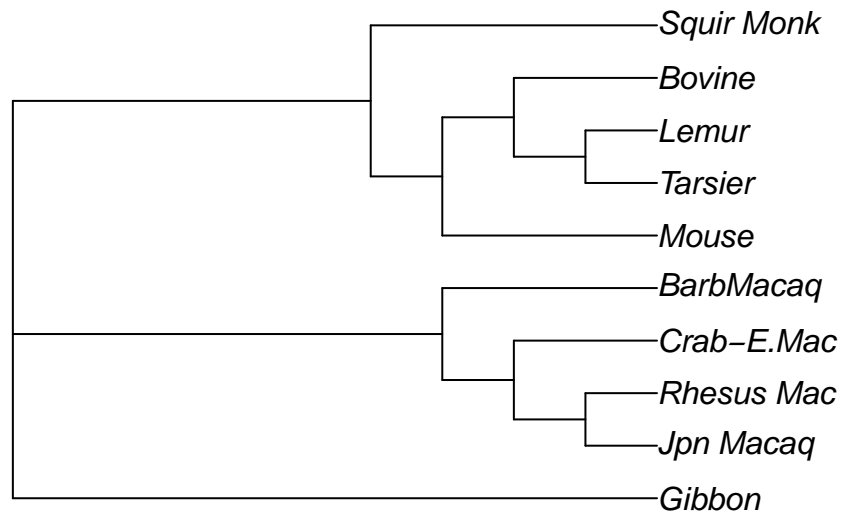 Squir Monk
Bovine
Lemur
Tarsier
Mouse
BarbMacaq
Crab−E.Mac
Rhesus Mac
Jpn Macaq
Gibbon